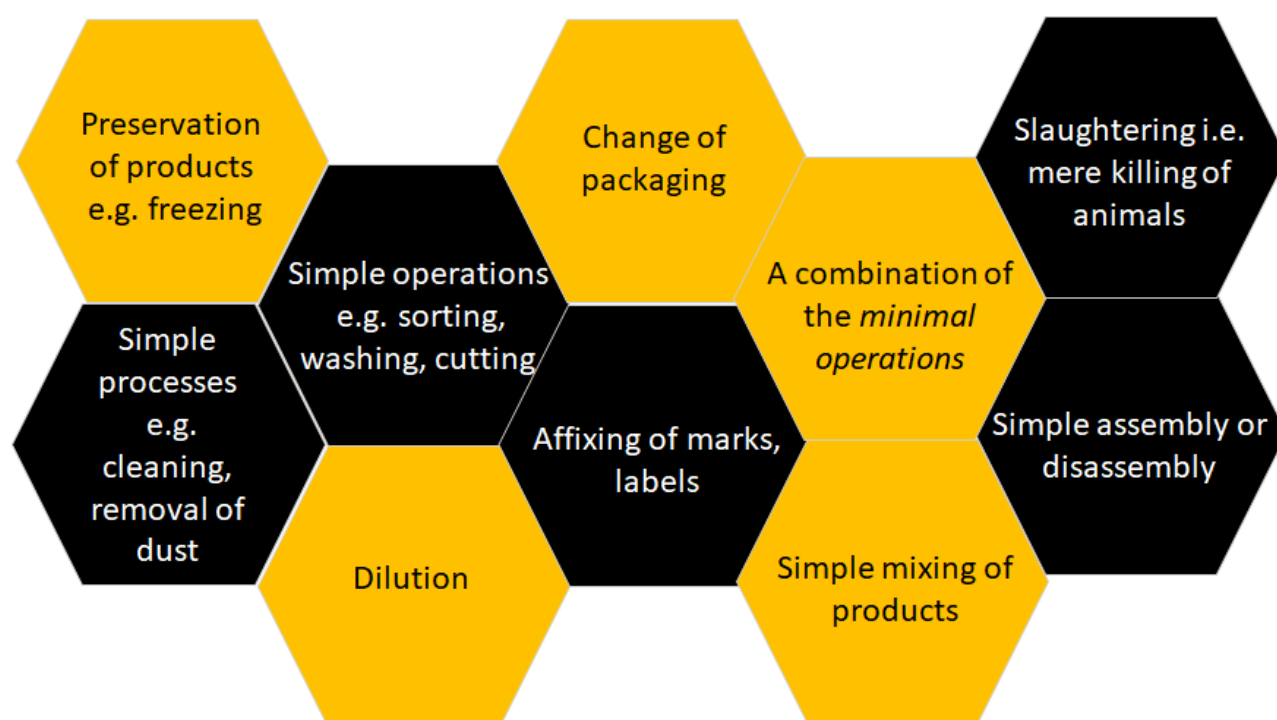 Preservation
of products
e.g. freezing
Simple
processes
e.g.
cleaning,
removal of
dust
Simple operations
e.g. sorting,
washing, cutting
Dilution
Change of
packaging
Affixing of marks,
labels
A combination of
the minimal
operations
Simple mixing of
products
Slaughtering i.e.
mere killing of
animals
Simple assembly or
disassembly